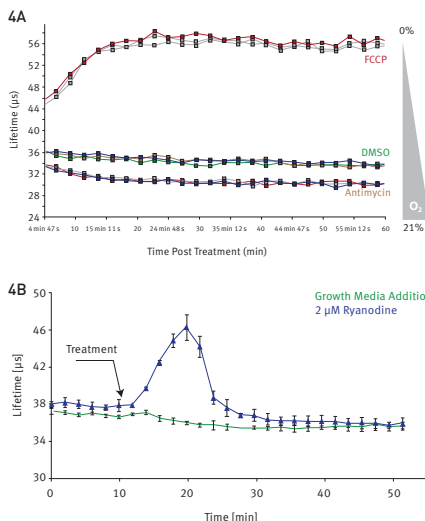 4A
56
52
48
44
40
36
32
28
24
Lifetime (µs)
FCCP
DMSO
Antimycin
0%
O₂
21%
4 min 47 s 10 15 min 11 s 20 24 min 48 s 30 35 min 12 s 40 44 min 47 s 50 55 min 12 s 60
Time Post Treatment (min)
4B
50
46
42
38
34
30
Lifetime [µs]
Treatment
Growth Media Additio
2 µM Ryanodine
0 10 20 30 40 50
Time [min]